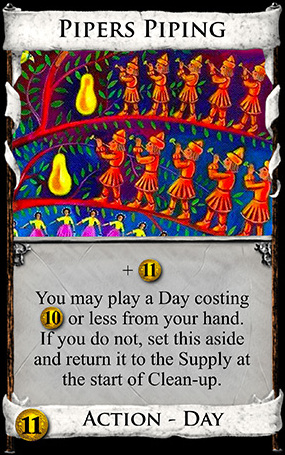 PIPERS PIPING
+ 11
You may play a Day costing
10 or less from your hand.
If you do not, set this aside
and return it to the Supply at
the start of Clean-up.
11 ACTION - DAY